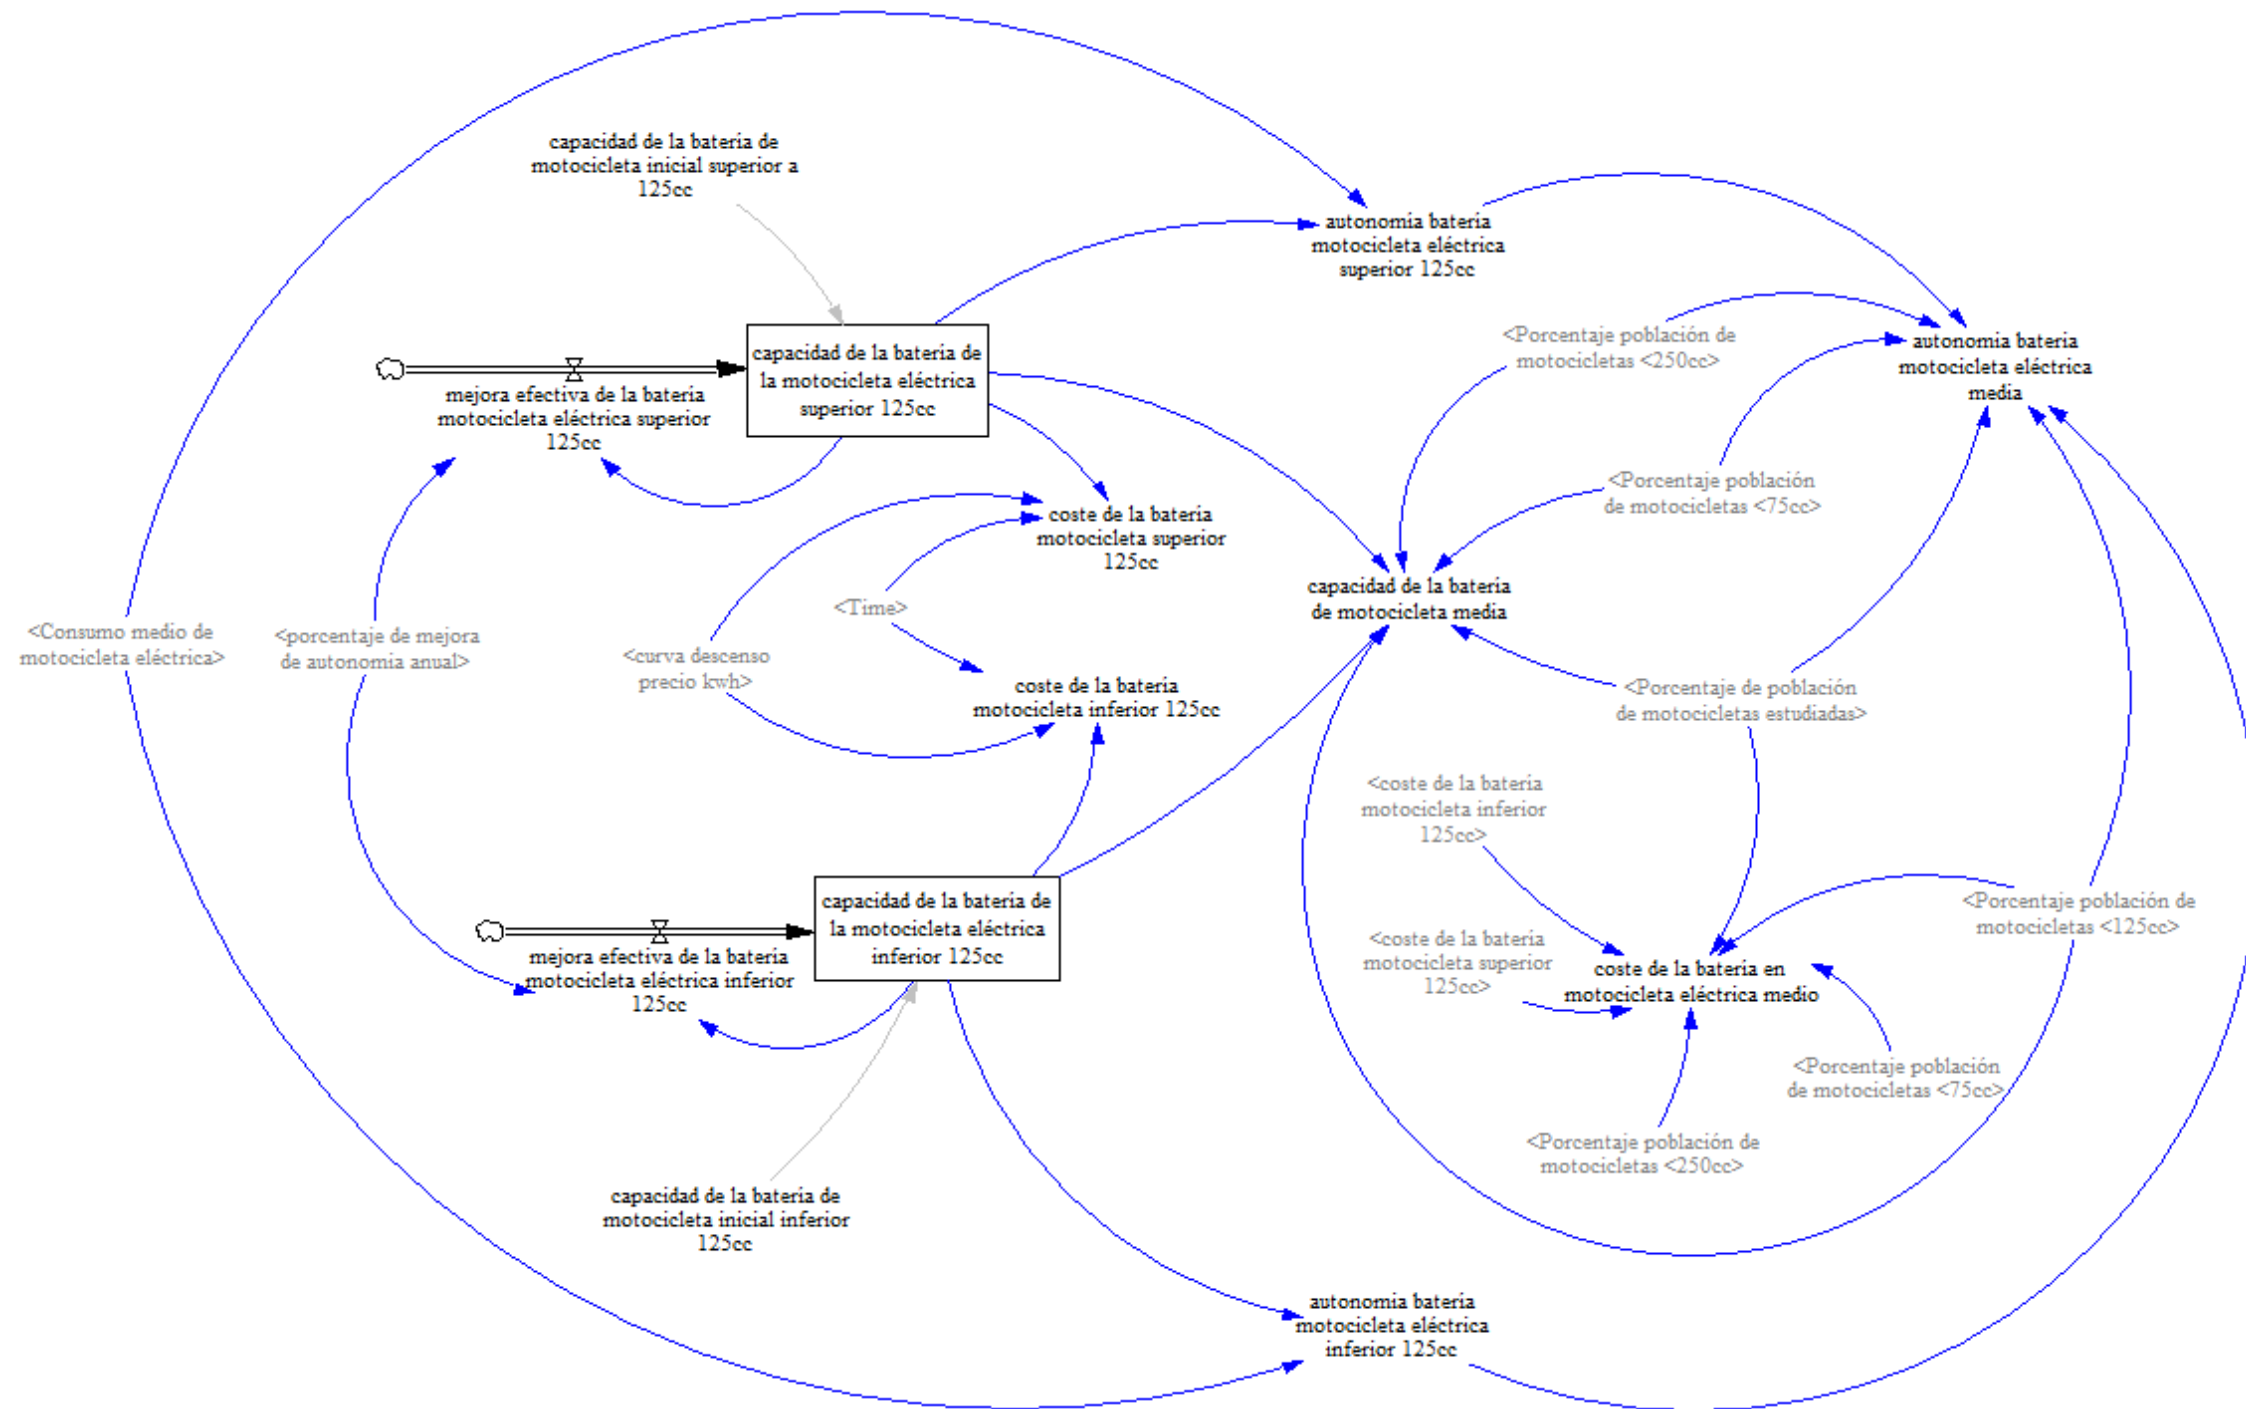 capacidad de la bateria de
motocicleta inicial superior a
125cc
autonomia bateria
motocicleta eléctrica
superior 125cc
capacidad de la bateria de
la motocicleta eléctrica
superior 125cc
mejora efectiva de la bateria
motocicleta eléctrica superior
125cc
<Porcentaje población de
motocicletas <250cc>
autonomia bateria
motocicleta eléctrica
media
<Porcentaje población
de motocicletas <75cc>
coste de la bateria
motocicleta superior
125cc
<Time>
capacidad de la bateria
de motocicleta media
<Consumo medio de
motocicleta eléctrica>
<porcentaje de mejora
de autonomia anual>
<curva descenso
precio kwh>
coste de la bateria
motocicleta inferior 125cc
<Porcentaje de población
de motocicletas estudiadas>
<coste de la bateria
motocicleta inferior
125cc>
capacidad de la bateria de
la motocicleta eléctrica
inferior 125cc
mejora efectiva de la bateria
motocicleta eléctrica inferior
125cc
<Porcentaje población de
motocicletas <125cc>
<coste de la bateria
motocicleta superior
125cc>
coste de la bateria en
motocicleta eléctrica medio
<Porcentaje población
de motocicletas <75cc>
<Porcentaje población de
motocicletas <250cc>
capacidad de la bateria de
motocicleta inicial inferior
125cc
autonomia bateria
motocicleta eléctrica
inferior 125cc